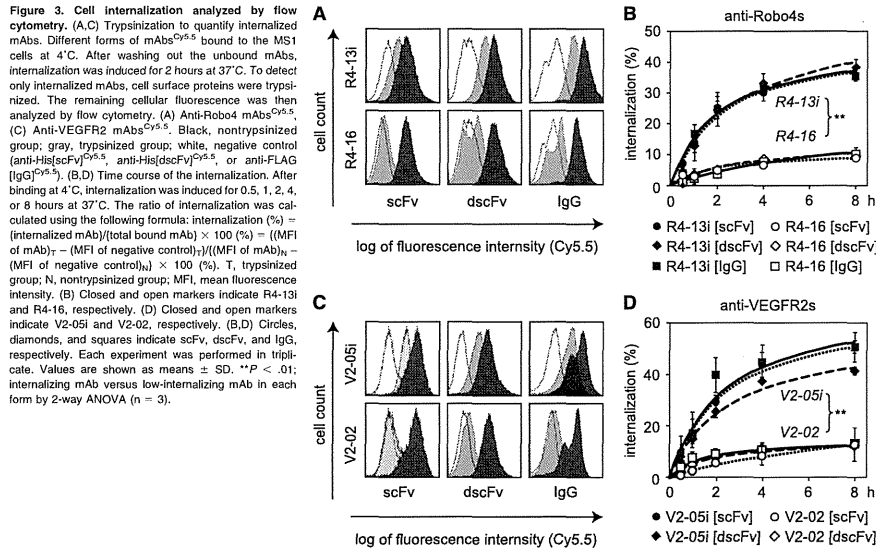 Figure 3. Cell internalization analyzed by flow
cytometry. (A,C) Trypsinization to quantify internalized
mAbs. Different forms of mAbsCy5.5 bound to the MS1
cells at 4°C. After washing out the unbound mAbs,
internalization was induced for 2 hours at 37°C. To detect
only internalized mAbs, cell surface proteins were trypsi-
nized. The remaining cellular fluorescence was then
analyzed by flow cytometry. (A) Anti-Robo4 mAbsCy5.5,
(C) Anti-VEGFR2 mAbsCy5.5. Black, nontrypsinized
group; gray, trypsinized group; white, negative control
(anti-His[scFv]Cy5.5, anti-His[dscFv]Cy5.5, or anti-FLAG
[IgG]Cy5.5). (B,D) Time course of the internalization. After
binding at 4°C, internalization was induced for 0.5, 1, 2, 4,
or 8 hours at 37°C. The ratio of internalization was cal-
culated using the following formula: internalization (%) =
{internalized mAb}/{total bound mAb} × 100 (%) = {(MFI
of mAb)T − (MFI of negative control)T}/{(MFI of mAb)N −
(MFI of negative control)N} × 100 (%). T, trypsinized
group; N, nontrypsinized group; MFI, mean fluorescence
intensity. (B) Closed and open markers indicate R4-13i
and R4-16, respectively. (D) Closed and open markers
indicate V2-05i and V2-02, respectively. (B,D) Circles,
diamonds, and squares indicate scFv, dscFv, and IgG,
respectively. Each experiment was performed in tripli-
cate. Values are shown as means ± SD. **P < .01;
internalizing mAb versus low-internalizing mAb in each
form by 2-way ANOVA (n = 3).
A
cell count
R4-13i
R4-16
scFv dscFv IgG
log of fluorescence interntsity (Cy5.5)
B
anti-Robo4s
internalization (%)
50
40
30
20
10
0
R4-13i
**
R4-16
0 2 4 6 8 h
● R4-13i [scFv] ○ R4-16 [scFv]
◆ R4-13i [dscFv] ◇ R4-16 [dscFv]
■ R4-13i [IgG] □ R4-16 [IgG]
C
cell count
V2-05i
V2-02
scFv dscFv IgG
log of fluorescence interntsity (Cy5.5)
D
anti-VEGFR2s
internalization (%)
60
40
20
0
V2-05i
**
V2-02
0 2 4 6 8 h
● V2-05i [scFv] ○ V2-02 [scFv]
◆ V2-05i [dscFv] ◇ V2-02 [dscFv]